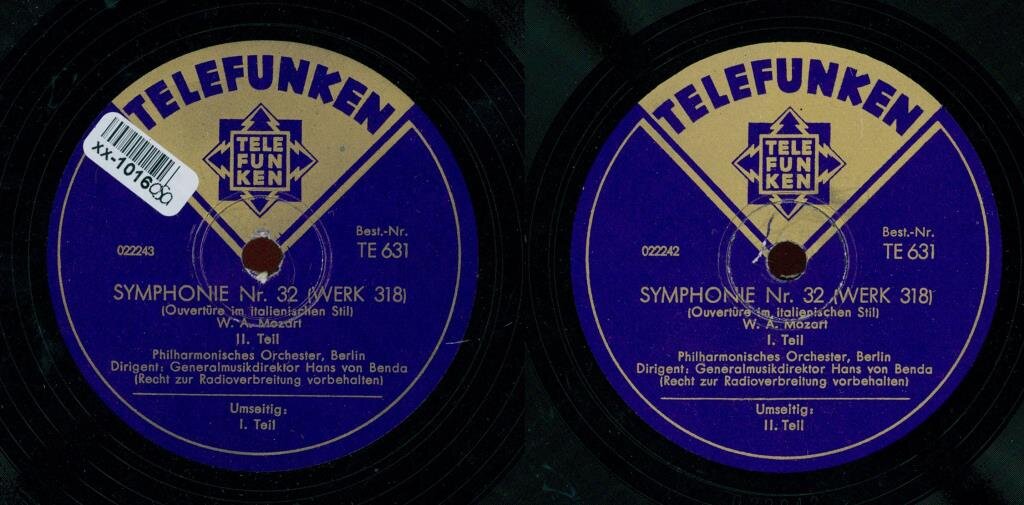 TELEFUNKEN
TELE
FUN
KEN
xx-1016
Best.-Nr.
022243
TE 631
SYMPHONIE Nr. 32 (WERK 318)
(Ouvertüre im italienischen Stil)
W. A. Mozart
II. Teil
Philharmonisches Orchester, Berlin
Dirigent: Generalmusikdirektor Hans von Benda
(Recht zur Radioverbreitung vorbehalten)
Umseitig:
I. Teil
TELEFUNKEN
TELE
FUN
KEN
Best.-Nr.
022242
TE 631
SYMPHONIE Nr. 32 (WERK 318)
(Ouvertüre im italienischen Stil)
W. A. Mozart
I. Teil
Philharmonisches Orchester, Berlin
Dirigent: Generalmusikdirektor Hans von Benda
(Recht zur Radioverbreitung vorbehalten)
Umseitig:
II. Teil